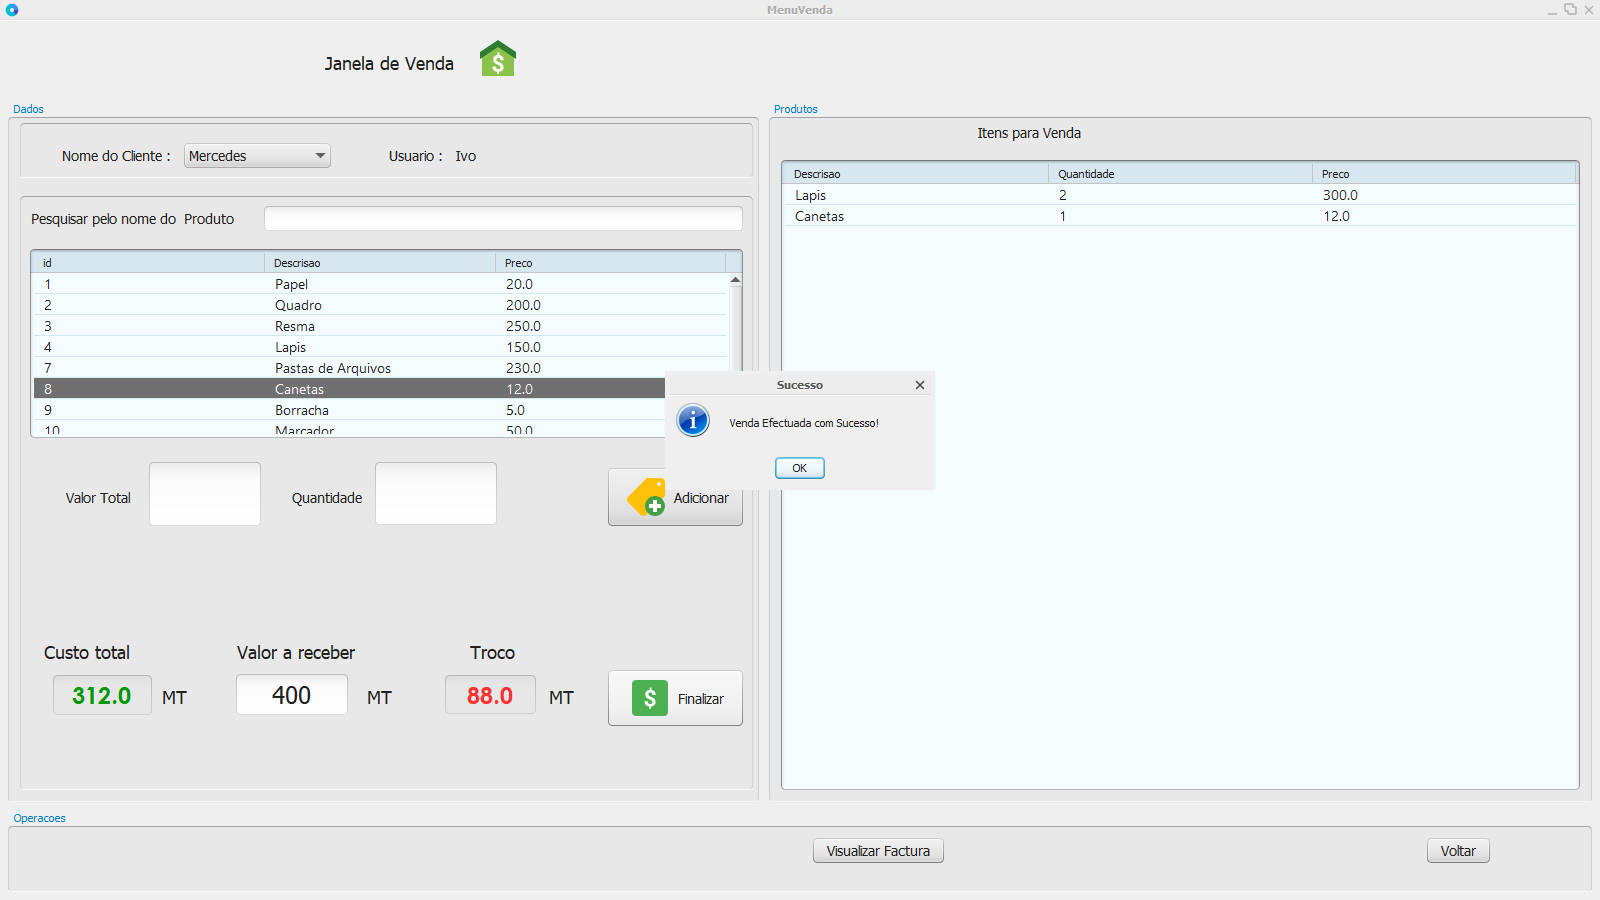 MenuVenda
Janela de Venda
$
Dados
Nome do Cliente :
Mercedes
Usuario :
Ivo
Pesquisar pelo nome do Produto
id Descrisao Preco
1 Papel 20.0
2 Quadro 200.0
3 Resma 250.0
4 Lapis 150.0
7 Pastas de Arquivos 230.0
8 Canetas 12.0
9 Borracha 5.0
10 Marcador 50.0
Valor Total
Quantidade
Adicionar
Custo total
Valor a receber
Troco
312.0 MT
400 MT
88.0 MT
$
Finalizar
Produtos
Itens para Venda
Descrisao Quantidade Preco
Lapis 2 300.0
Canetas 1 12.0
Sucesso
i
Venda Efectuada com Sucesso!
OK
Operacoes
Visualizar Factura
Voltar